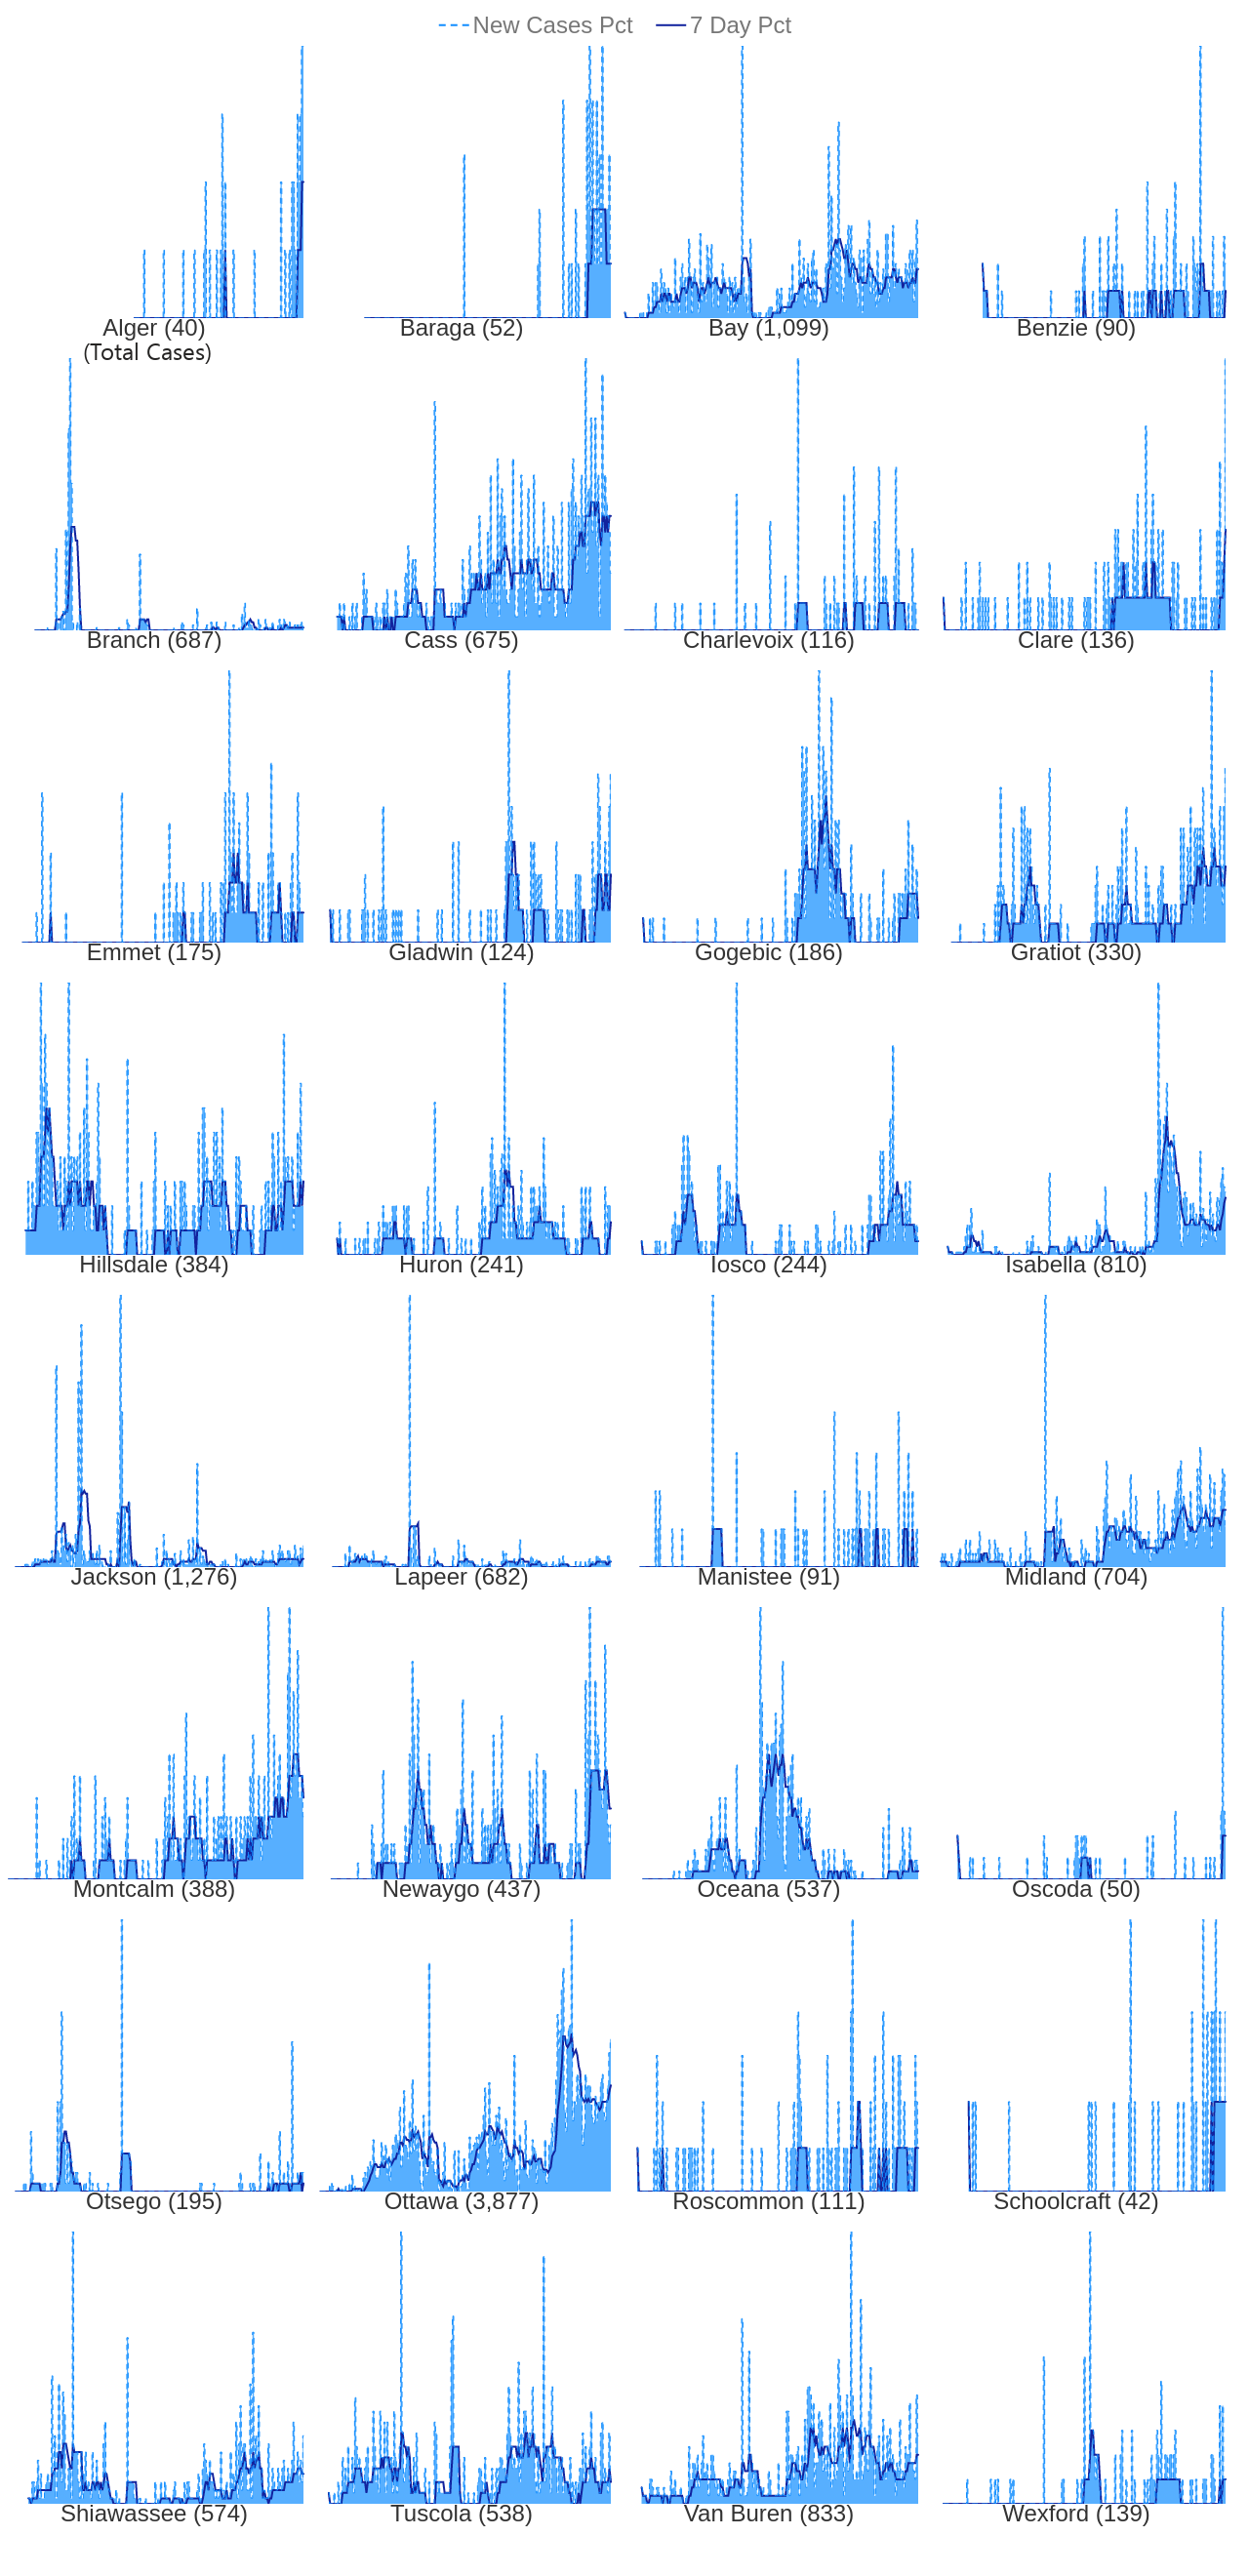 New Cases Pct 7 Day Pct
Alger (40) Baraga (52) Bay (1,099) Benzie (90)
(Total Cases)
Branch (687) Cass (675) Charlevoix (116) Clare (136)
Emmet (175) Gladwin (124) Gogebic (186) Gratiot (330)
Hillsdale (384) Huron (241) Iosco (244) Isabella (810)
Jackson (1,276) Lapeer (682) Manistee (91) Midland (704)
Montcalm (388) Newaygo (437) Oceana (537) Oscoda (50)
Otsego (195) Ottawa (3,877) Roscommon (111) Schoolcraft (42)
Shiawassee (574) Tuscola (538) Van Buren (833) Wexford (139)